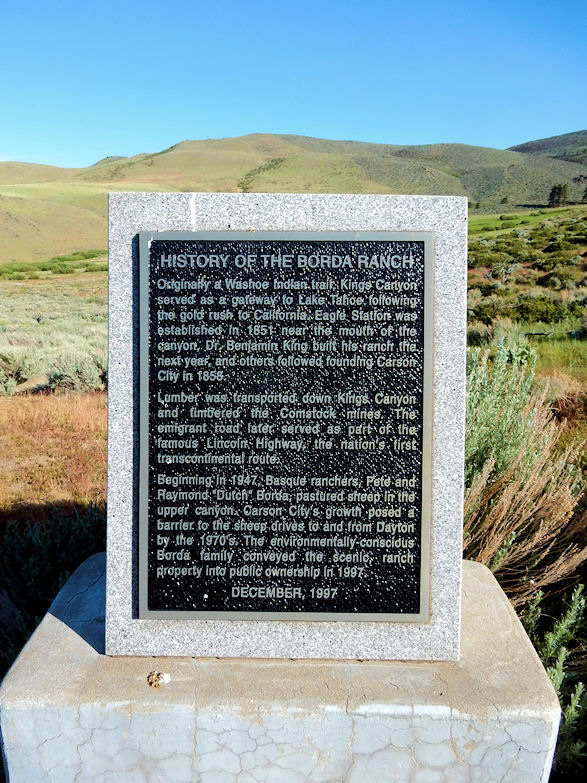 HISTORY OF THE BORDA RANCH
Originally a Washoe Indian trail, Kings Canyon
served as a gateway to Lake Tahoe following
the gold rush to California. Eagle Station was
established in 1851 near the mouth of the
canyon. Dr. Benjamin King built his ranch the
next year, and others followed founding Carson
City in 1858.
Lumber was transported down Kings Canyon
and timbered the Comstock mines. The
emigrant road later served as part of the
famous Lincoln Highway, the nation's first
transcontinental route.
Beginning in 1947, Basque ranchers, Pete and
Raymond "Dutch" Borda, pastured sheep in the
upper canyon. Carson City's growth posed a
barrier to the sheep drives to and from Dayton
by the 1970's. The environmentally-conscious
Borda family conveyed the scenic, ranch
property into public ownership in 1997.
DECEMBER, 1997